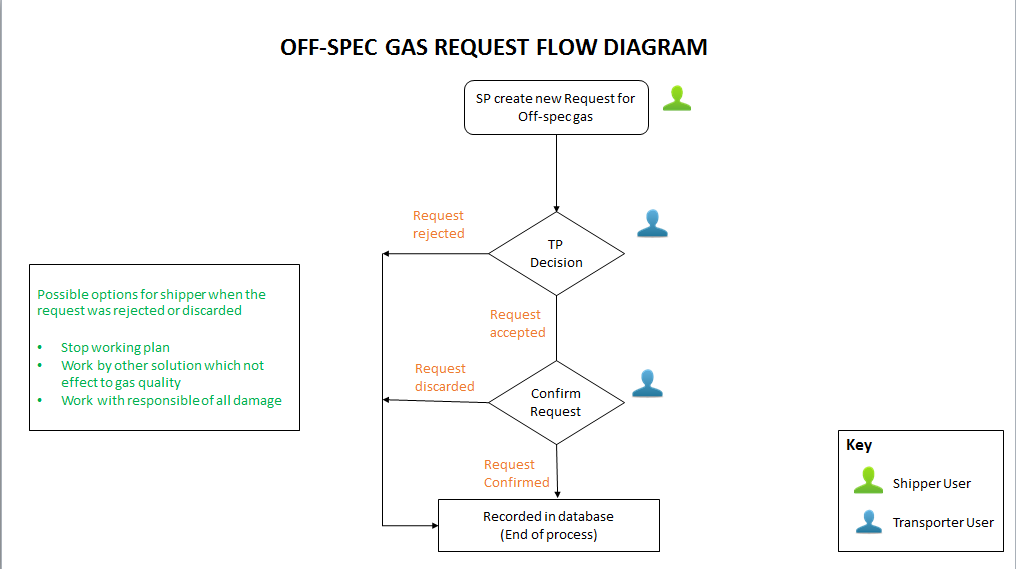 OFF-SPEC GAS REQUEST FLOW DIAGRAM
SP create new Request for
Off-spec gas
Request
rejected
TP
Decision
Possible options for shipper when the
request was rejected or discarded
• Stop working plan
• Work by other solution which not
effect to gas quality
• Work with responsible of all damage
Request
accepted
Request
discarded
Confirm
Request
Request
Confirmed
Recorded in database
(End of process)
Key
Shipper User
Transporter User